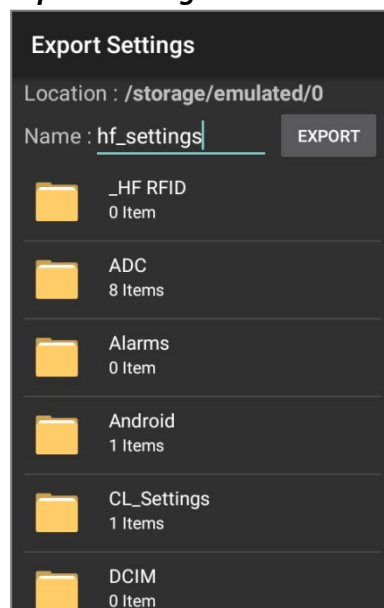 Export Settings
Location : /storage/emulated/0
Name : hf_settings EXPORT
_HF RFID
0 Item
ADC
8 Items
Alarms
0 Item
Android
1 Items
CL_Settings
1 Items
DCIM
0 Item